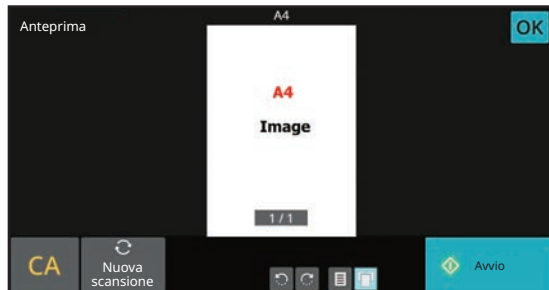 A4
Anteprima
OK
A4
Image
1 / 1
CA
Nuova
scansione
Avvio